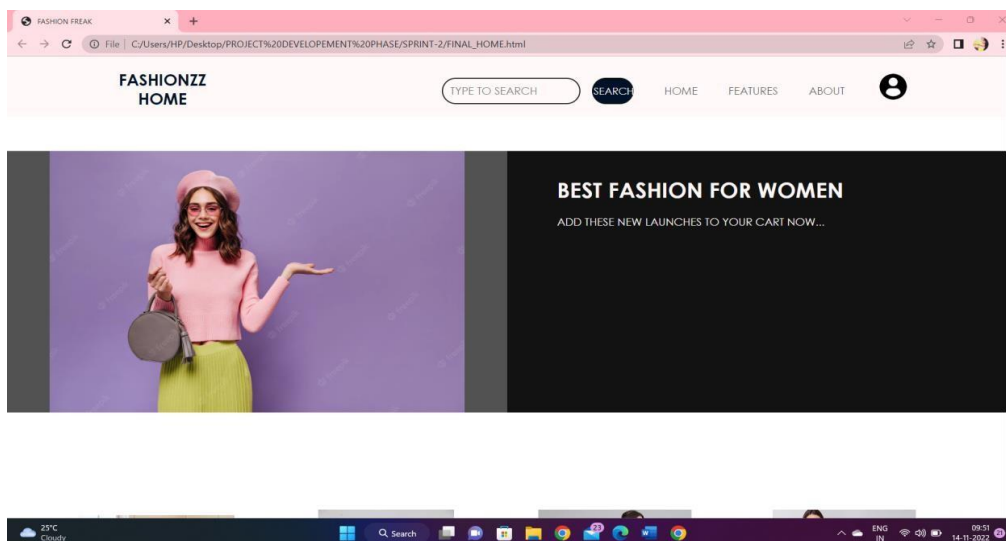 FASHION FREAK
File | C:/Users/HP/Desktop/PROJECT%20DEVELOPEMENT%20PHASE/SPRINT-2/FINAL_HOME.html
FASHIONZZ
HOME
TYPE TO SEARCH
SEARCH
HOME
FEATURES
ABOUT
BEST FASHION FOR WOMEN
ADD THESE NEW LAUNCHES TO YOUR CART NOW...
25°C
Cloudy
Search
23
ENG
IN
09:51
14-11-2022